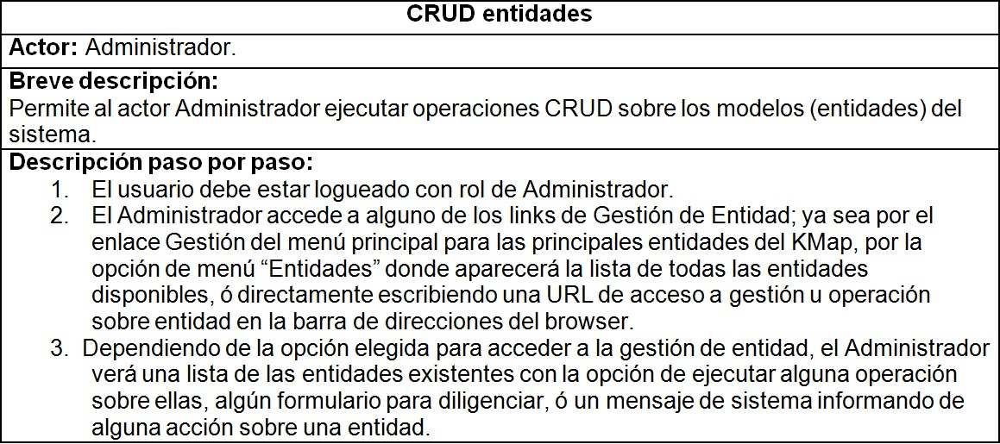 CRUD entidades
Actor: Administrador.
Breve descripción:
Permite al actor Administrador ejecutar operaciones CRUD sobre los modelos (entidades) del
sistema.
Descripción paso por paso:
1. El usuario debe estar logueado con rol de Administrador.
2. El Administrador accede a alguno de los links de Gestión de Entidad; ya sea por el
enlace Gestión del menú principal para las principales entidades del KMap, por la
opción de menú “Entidades” donde aparecerá la lista de todas las entidades
disponibles, ó directamente escribiendo una URL de acceso a gestión u operación
sobre entidad en la barra de direcciones del browser.
3. Dependiendo de la opción elegida para acceder a la gestión de entidad, el Administrador
verá una lista de las entidades existentes con la opción de ejecutar alguna operación
sobre ellas, algún formulario para diligenciar, ó un mensaje de sistema informando de
alguna acción sobre una entidad.